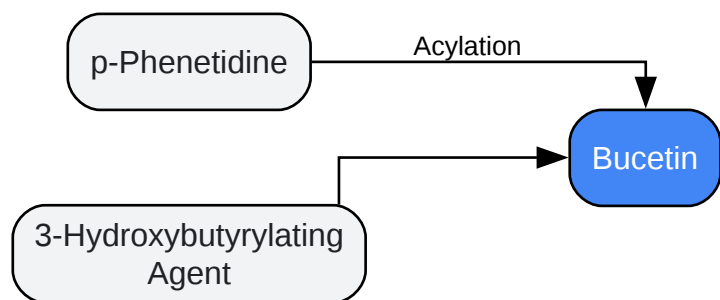 p-Phenetidine
Acylation
Bucetin
3-Hydroxybutyrylating
Agent